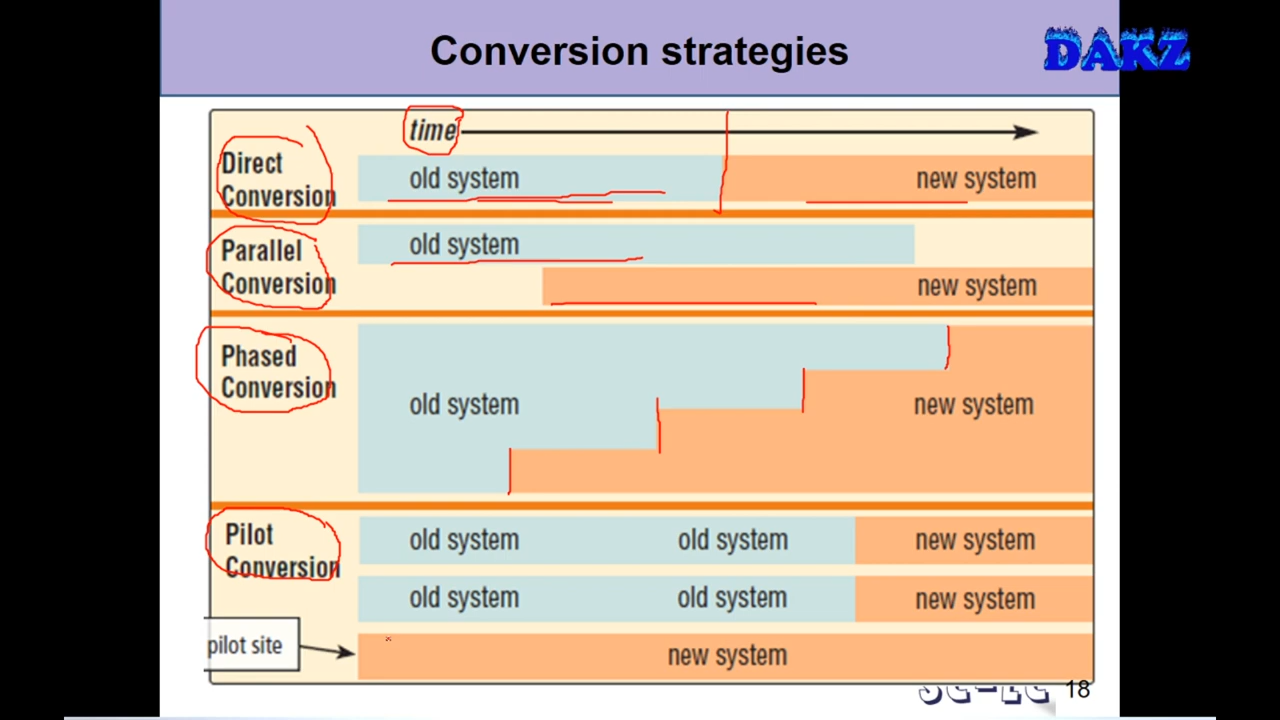 Conversion strategies
DAKZ
time
Direct
Conversion
old system
new system
Parallel
Conversion
old system
new system
Phased
Conversion
old system
new system
Pilot
Conversion
old system
old system
new system
old system
old system
new system
pilot site
new system
18